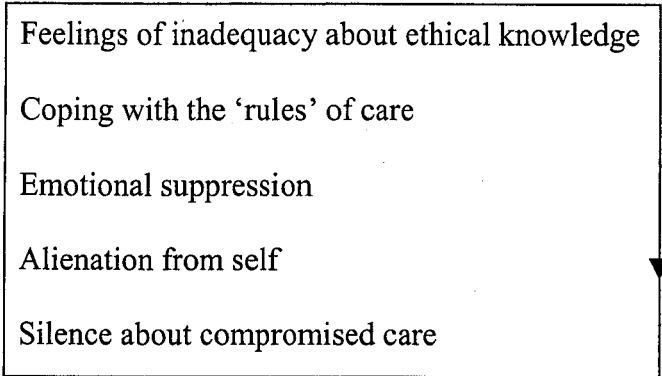 Feelings of inadequacy about ethical knowledge
Coping with the ‘rules’ of care
Emotional suppression
Alienation from self
Silence about compromised care